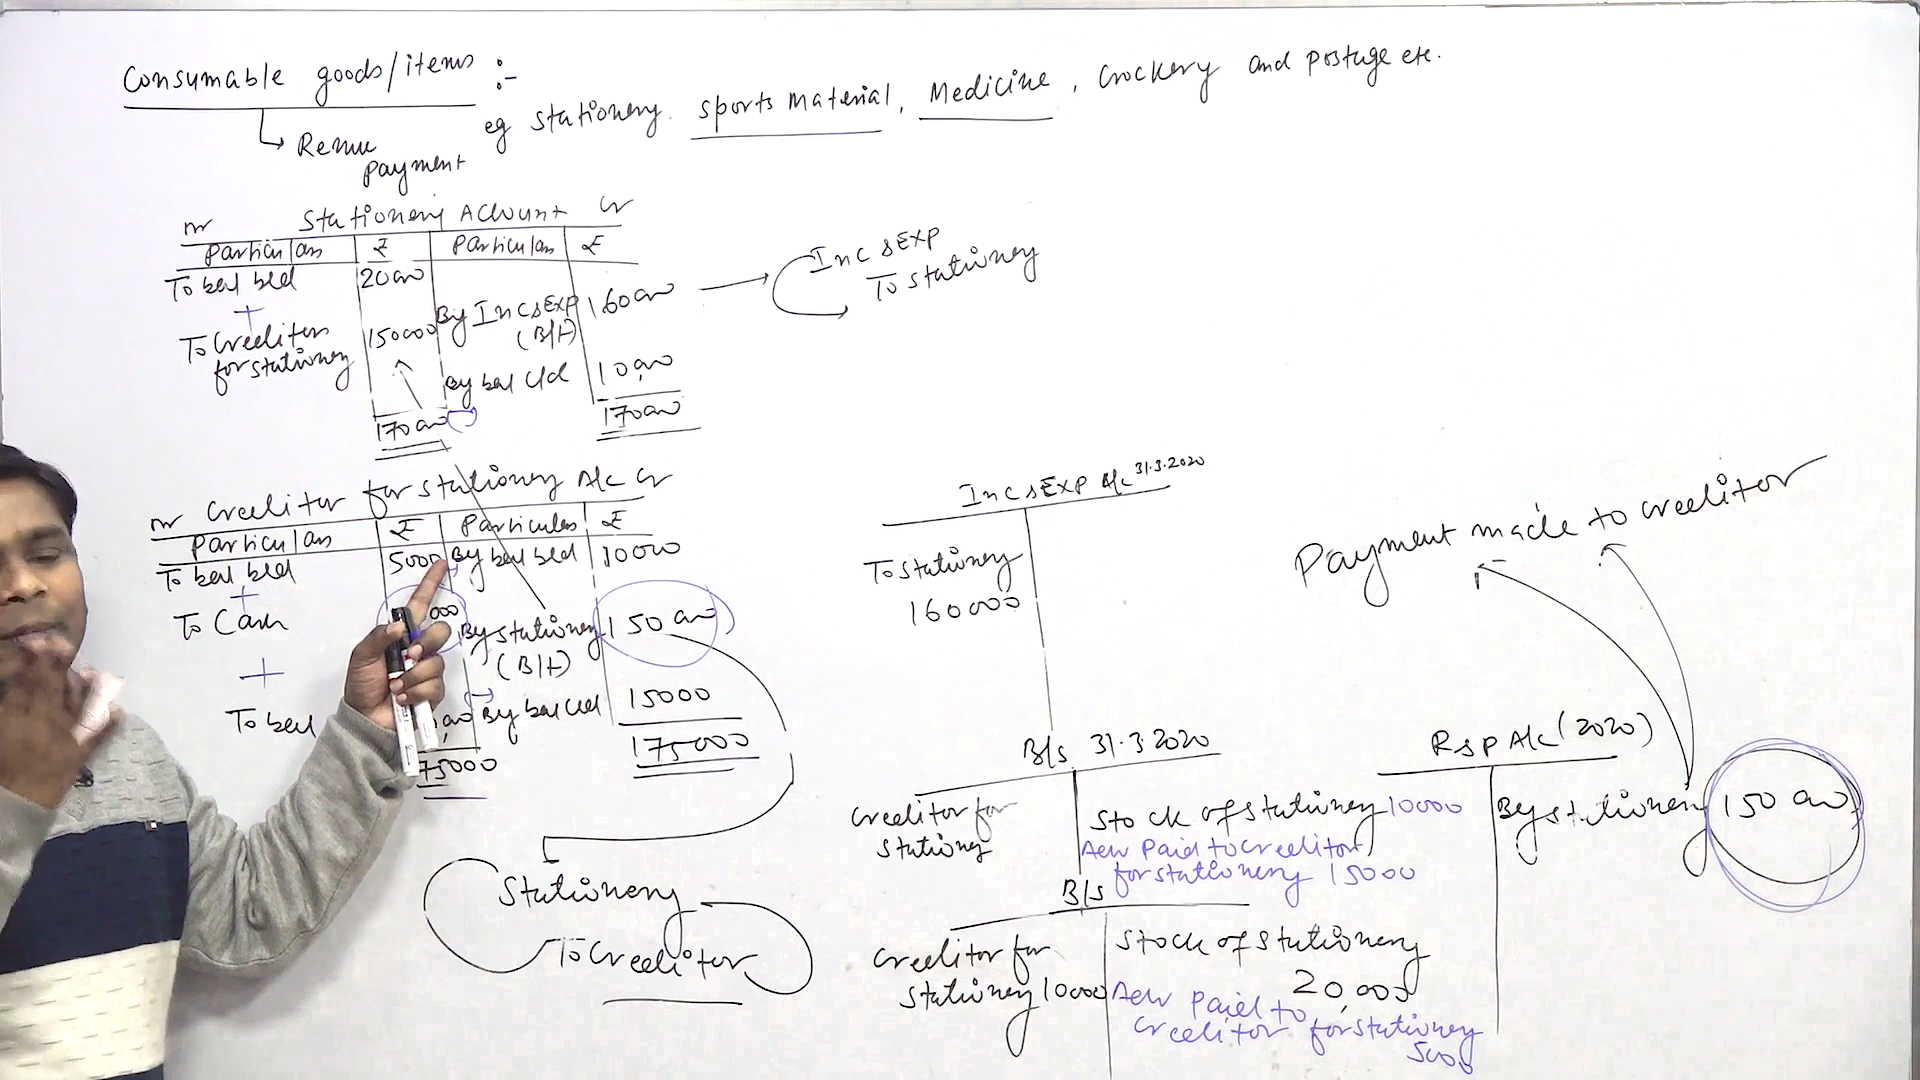 Consumable goods/items :-
eg stationery, sports material, Medicine, Crockery and postage etc.
Revenue
payment
Dr Stationery Account Cr
Particulars ₹ Particulars ₹
To bal b/d 20000
+
To Creditors for stationery 150000 By Inc & Exp (B/f) 160000
By bal c/d 10,000
170000 170000
Inc & Exp
To stationery
Dr Creditor for stationery A/c Cr
Particulars ₹ Particulars ₹
To bal b/d 5000 By bal b/d 10000
+
To Cash 000 By stationery (B/f) 150000
+
To bal By bal c/d 15000
75000 175000
Stationery
To Creditor
Inc & Exp A/c 31.3.2020
To stationery
160000
Payment made to creditor
B/s 31.3.2020
Creditor for
stationery
Stock of stationery 10000
Adv Paid to creditor
for stationery 15000
B/s
Creditor for
stationery 10000
Stock of stationery
20,000
Adv paid to
creditor for stationery
5000
R & P A/c (2020)
By stationery 150000